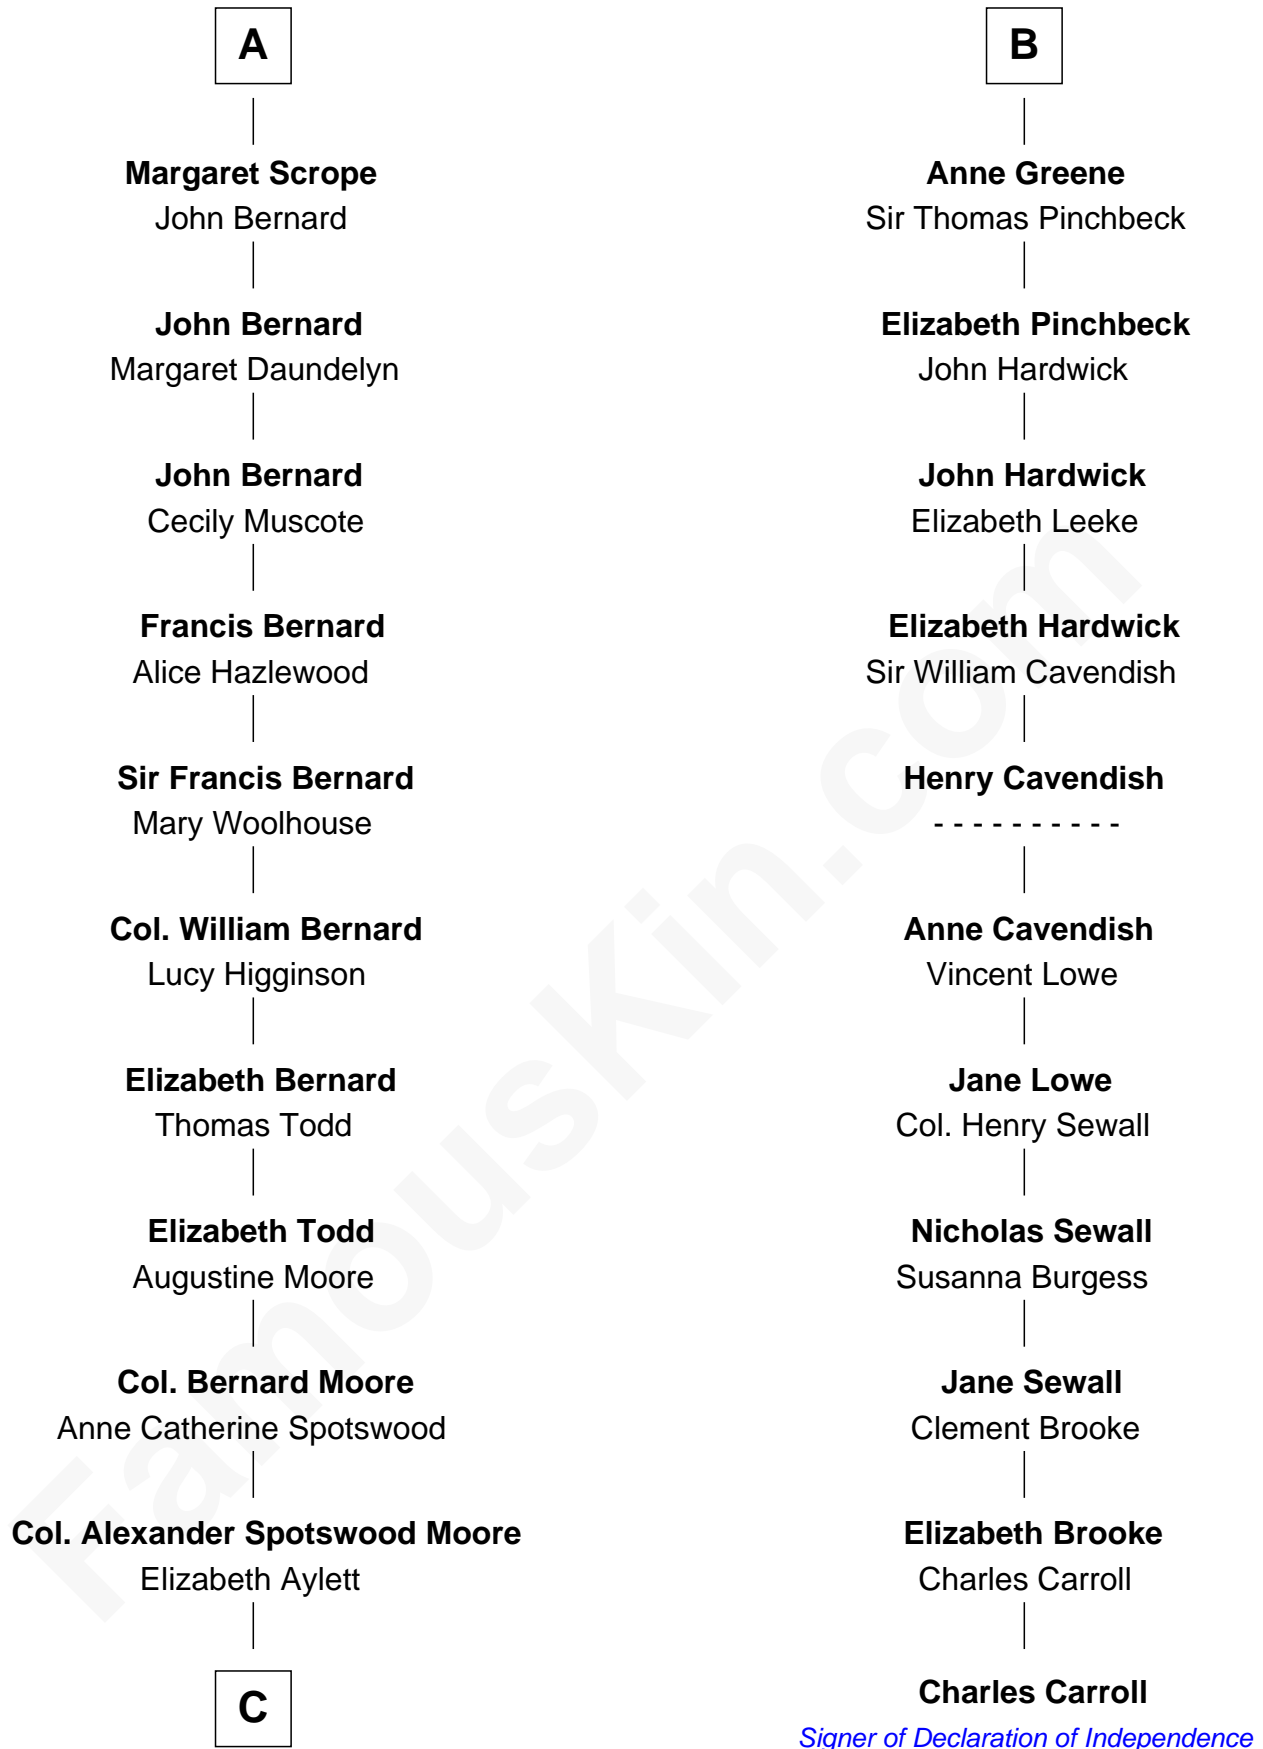 A
Margaret Scrope
John Bernard
John Bernard
Margaret Daundelyn
John Bernard
Cecily Muscote
Francis Bernard
Alice Hazlewood
Sir Francis Bernard
Mary Woolhouse
Col. William Bernard
Lucy Higginson
Elizabeth Bernard
Thomas Todd
Elizabeth Todd
Augustine Moore
Col. Bernard Moore
Anne Catherine Spotswood
Col. Alexander Spotswood Moore
Elizabeth Aylett
C
B
Anne Greene
Sir Thomas Pinchbeck
Elizabeth Pinchbeck
John Hardwick
John Hardwick
Elizabeth Leeke
Elizabeth Hardwick
Sir William Cavendish
Henry Cavendish
- - - - - - - - - -
Anne Cavendish
Vincent Lowe
Jane Lowe
Col. Henry Sewall
Nicholas Sewall
Susanna Burgess
Jane Sewall
Clement Brooke
Elizabeth Brooke
Charles Carroll
Charles Carroll
Signer of Declaration of Independence
FamousKin.com